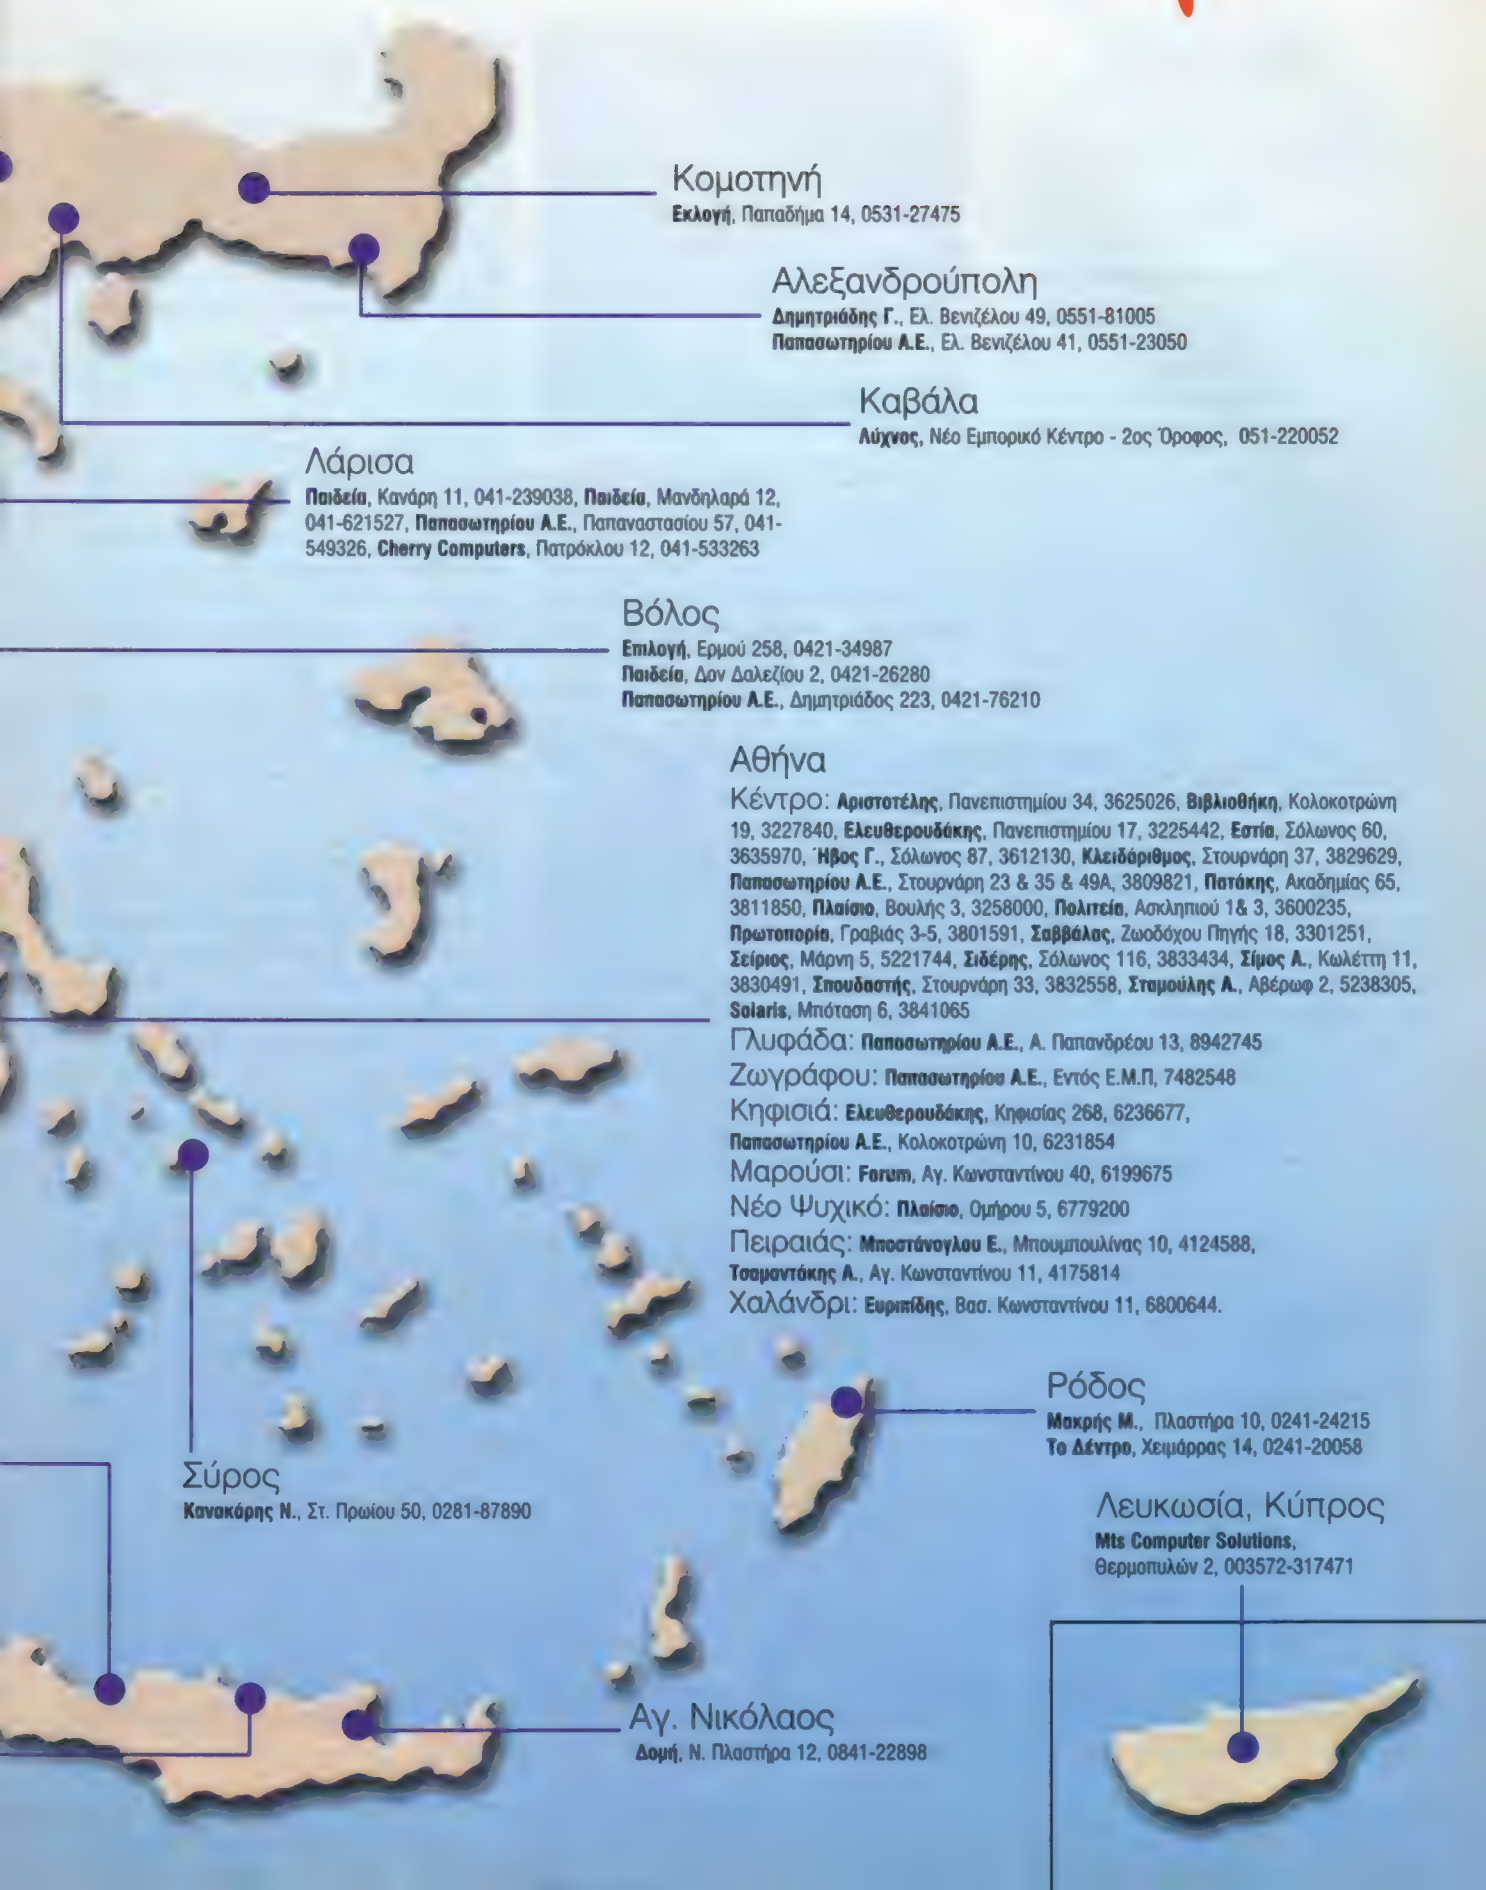 Κομοτηνή
Εκλογή, Παπαδήμα 14, 0531-27475
Αλεξανδρούπολη
Δημητριάδης Γ., Ελ. Βενιζέλου 49, 0551-81005
Παπασωτηρίου Α.Ε., Ελ. Βενιζέλου 41, 0551-23050
Καβάλα
Λύχνος, Νέο Εμπορικό Κέντρο - 2ος Όροφος, 051-220052
Λάρισα
Παιδεία, Κανάρη 11, 041-239038, Παιδεία, Μανδηλαρά 12,
041-621527, Παπασωτηρίου Α.Ε., Παπαναστασίου 57, 041-
549326, Cherry Computers, Πατρόκλου 12, 041-533263
Βόλος
Επιλογή, Ερμού 258, 0421-34987
Παιδεία, Δον Δαλεζίου 2, 0421-26280
Παπασωτηρίου Α.Ε., Δημητριάδος 223, 0421-76210
Αθήνα
Κέντρο: Αριστοτέλης, Πανεπιστημίου 34, 3625026, Βιβλιοθήκη, Κολοκοτρώνη
19, 3227840, Ελευθερουδάκης, Πανεπιστημίου 17, 3225442, Εστία, Σόλωνος 60,
3635970, Ήβος Γ., Σόλωνος 87, 3612130, Κλειδάριθμος, Στουρνάρη 37, 3829629,
Παπασωτηρίου Α.Ε., Στουρνάρη 23 & 35 & 49Α, 3809821, Πατάκης, Ακαδημίας 65,
3811850, Πλαίσιο, Βουλής 3, 3258000, Πολιτεία, Ασκληπιού 1& 3, 3600235,
Πρωτοπορία, Γραβιάς 3-5, 3801591, Σαββάλας, Ζωοδόχου Πηγής 18, 3301251,
Σείριος, Μάρνη 5, 5221744, Σιδέρης, Σόλωνος 116, 3833434, Σίμος Α., Κωλέττη 11,
3830491, Σπουδαστής, Στουρνάρη 33, 3832558, Σταμούλης Α., Αβέρωφ 2, 5238305,
Solaris, Μπόταση 6, 3841065
Γλυφάδα: Παπασωτηρίου Α.Ε., Α. Παπανδρέου 13, 8942745
Ζωγράφου: Παπασωτηρίου Α.Ε., Εντός Ε.Μ.Π, 7482548
Κηφισιά: Ελευθερουδάκης, Κηφισίας 268, 6236677,
Παπασωτηρίου Α.Ε., Κολοκοτρώνη 10, 6231854
Μαρούσι: Forum, Αγ. Κωνσταντίνου 40, 6199675
Νέο Ψυχικό: Πλαίσιο, Ομήρου 5, 6779200
Πειραιάς: Μποστάνογλου Ε., Μπουμπουλίνας 10, 4124588,
Τσαμαντάκης Α., Αγ. Κωνσταντίνου 11, 4175814
Χαλάνδρι: Ευριπίδης, Βασ. Κωνσταντίνου 11, 6800644.
Ρόδος
Μακρής Μ., Πλαστήρα 10, 0241-24215
Το Δέντρο, Χειμάρρας 14, 0241-20058
Σύρος
Κανακάρης Ν., Στ. Πρωίου 50, 0281-87890
Λευκωσία, Κύπρος
Mts Computer Solutions,
Θερμοπυλών 2, 003572-317471
Αγ. Νικόλαος
Δομή, Ν. Πλαστήρα 12, 0841-22898